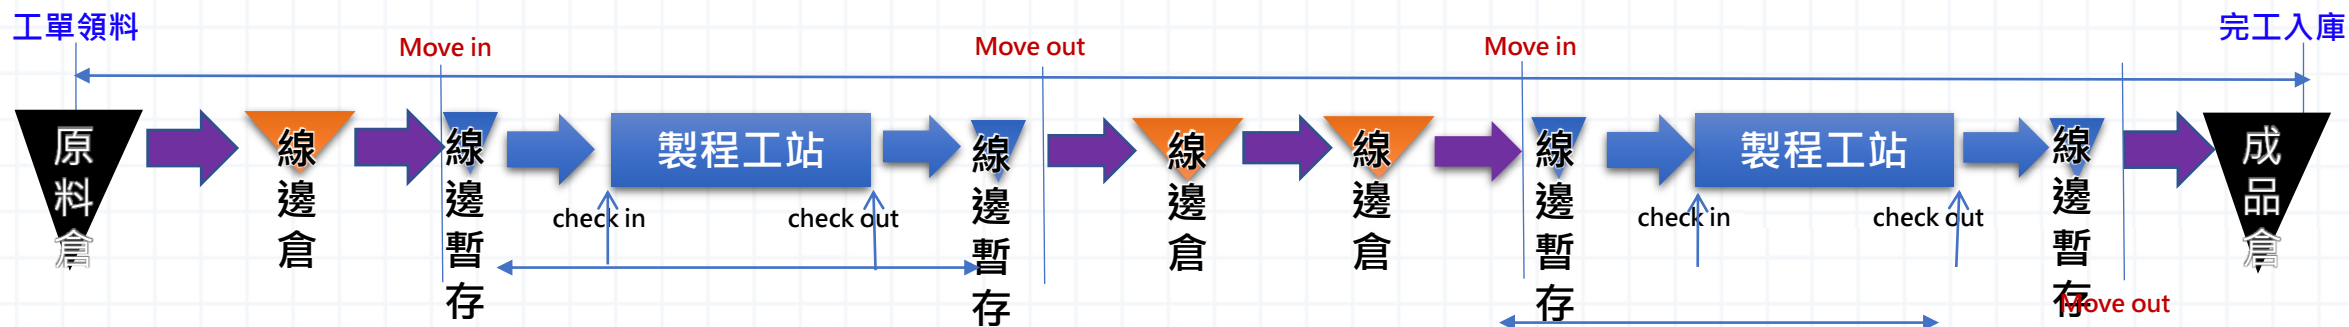 工單領料
完工入庫
Move in
Move out
Move in
原料倉
線邊倉
線邊暫存
製程工站
線邊暫存
線邊倉
線邊倉
線邊暫存
製程工站
線邊暫存
成品倉
check in
check out
check in
check out
Move out